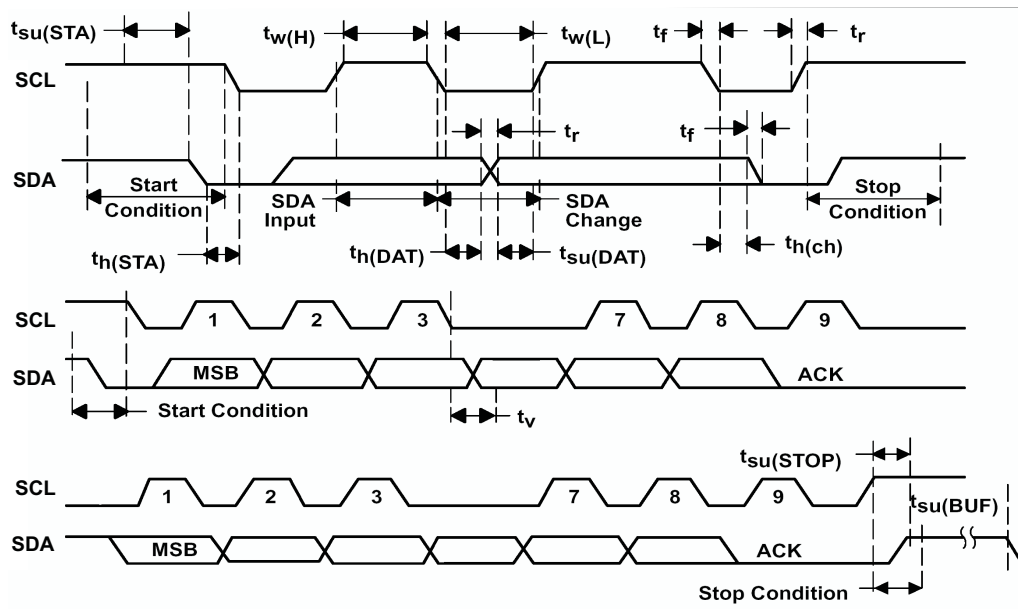 tsu(STA)
tw(H)
tw(L)
tf
tr
SCL
tr
tf
SDA
Start
Condition
SDA
Input
SDA
Change
Stop
Condition
th(STA)
th(DAT)
tsu(DAT)
th(ch)
SCL
1
2
3
7
8
9
SDA
MSB
ACK
Start Condition
tv
tsu(STOP)
SCL
1
2
3
7
8
9
tsu(BUF)
SDA
MSB
ACK
Stop Condition